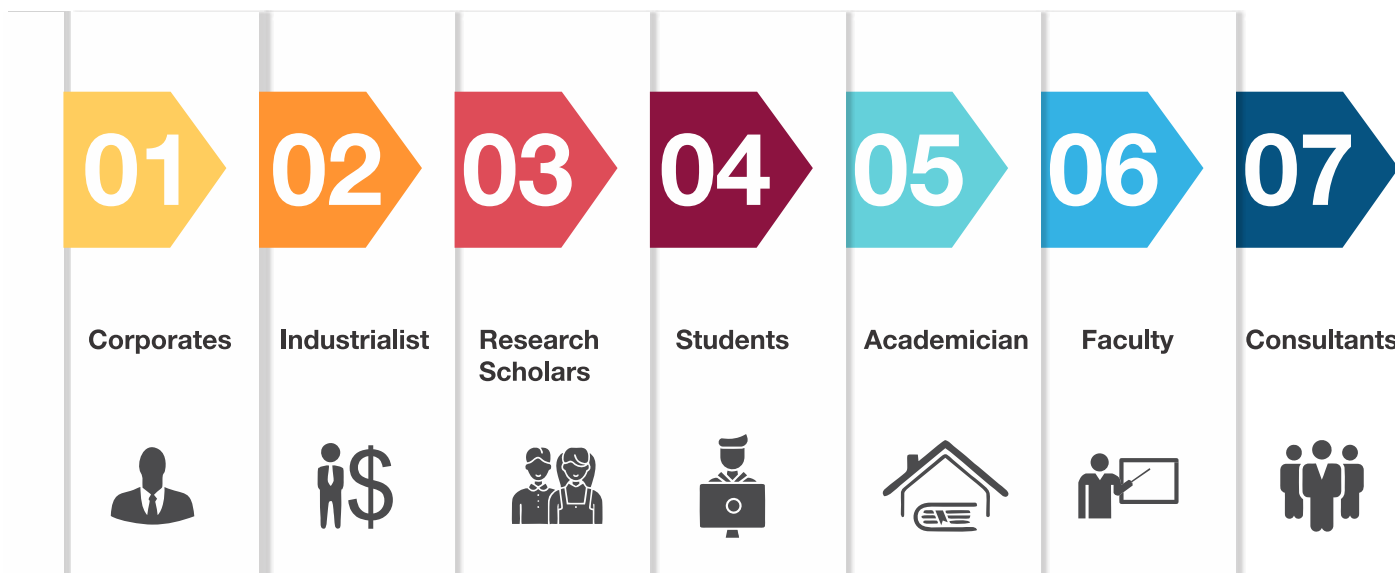 01 02 03 04 05 06 07
Corporates
Industrialist
Research
Scholars
Students
Academician
Faculty
Consultants
$